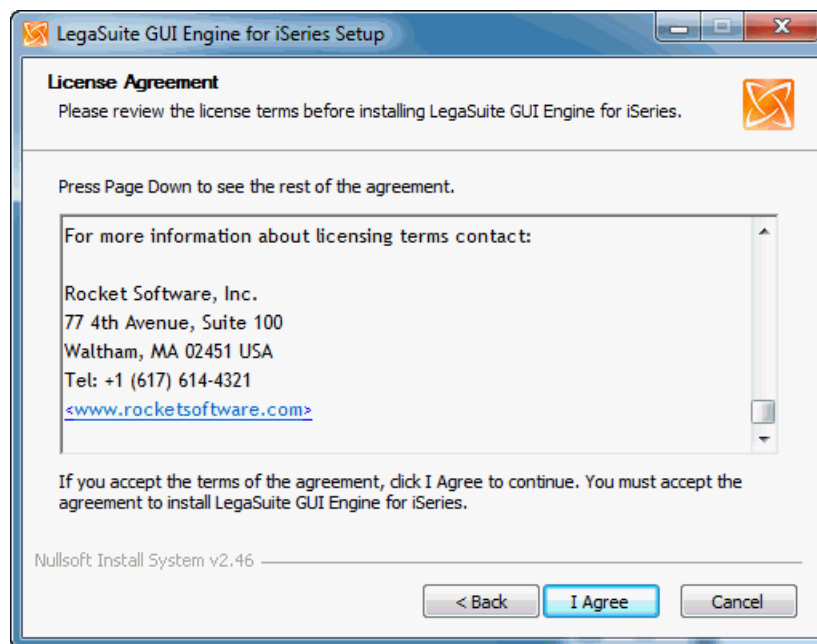 LegaSuite GUI Engine for iSeries Setup
License Agreement
Please review the license terms before installing LegaSuite GUI Engine for iSeries.
Press Page Down to see the rest of the agreement.
For more information about licensing terms contact:
Rocket Software, Inc.
77 4th Avenue, Suite 100
Waltham, MA 02451 USA
Tel: +1 (617) 614-4321
<www.rocketsoftware.com>
If you accept the terms of the agreement, click I Agree to continue. You must accept the
agreement to install LegaSuite GUI Engine for iSeries.
Nullsoft Install System v2.46
< Back I Agree Cancel